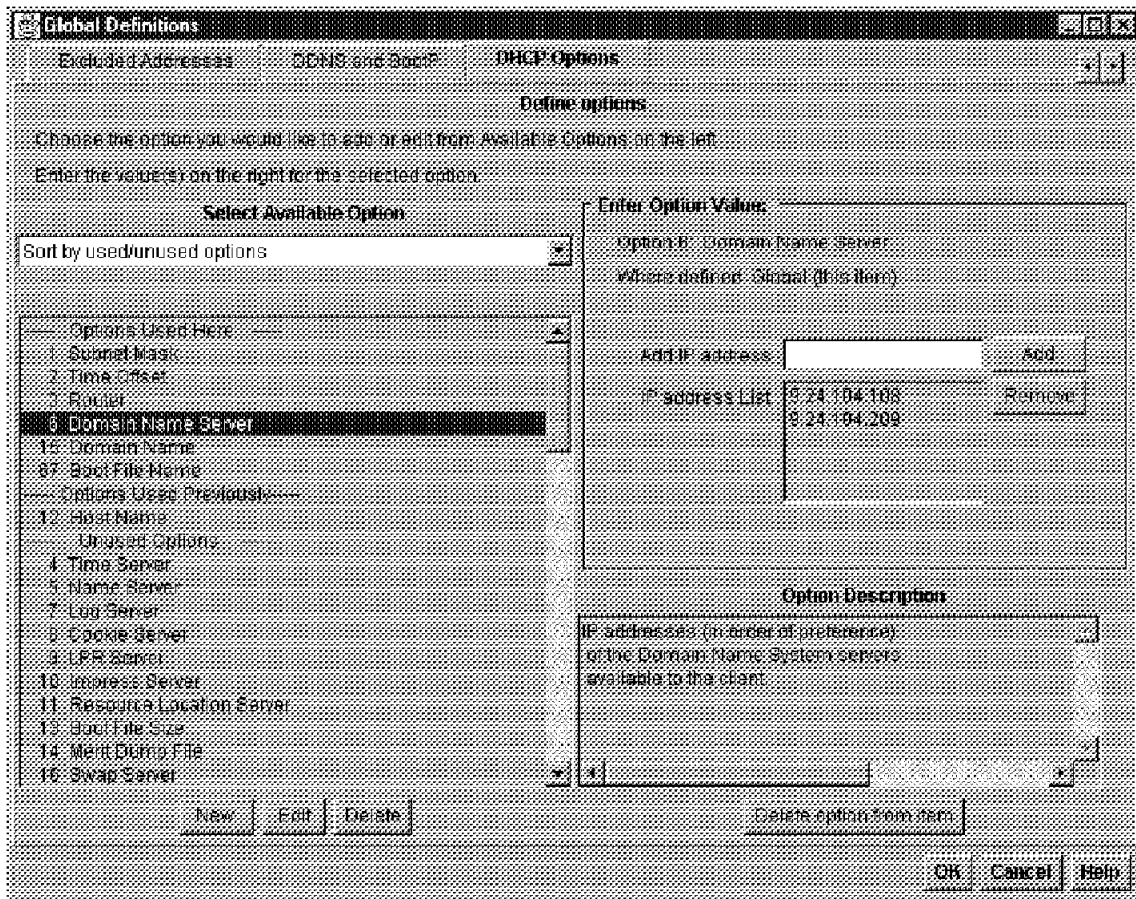 Global Definitions
Excluded Addresses
DDNS and BootP
DHCP Options
Define options
Choose the option you would like to add or edit from Available Options on the left
Enter the value(s) on the right for the selected option.
Select Available Option
Sort by used/unused options
----- Options Used Here -----
1 Subnet Mask
2 Time Offset
3 Router
6 Domain Name Server
15 Domain Name
67 Boot File Name
----- Options Used Previously-----
12 Host Name
----- Unused Options -----
4 Time Server
5 Name Server
7 Log Server
8 Cookie Server
9 LPR Server
10 Impress Server
11 Resource Location Server
13 Boot File Size
14 Merit Dump File
16 Swap Server
New
Edit
Delete
Enter Option Value:
Option 6: Domain Name Server
Where defined: Global (this item)
Add IP address
Add
IP address List
9.24.104.108
9.24.104.209
Remove
Option Description
IP addresses (in order of preference)
of the Domain Name System servers
available to the client.
Delete option from item
OK
Cancel
Help